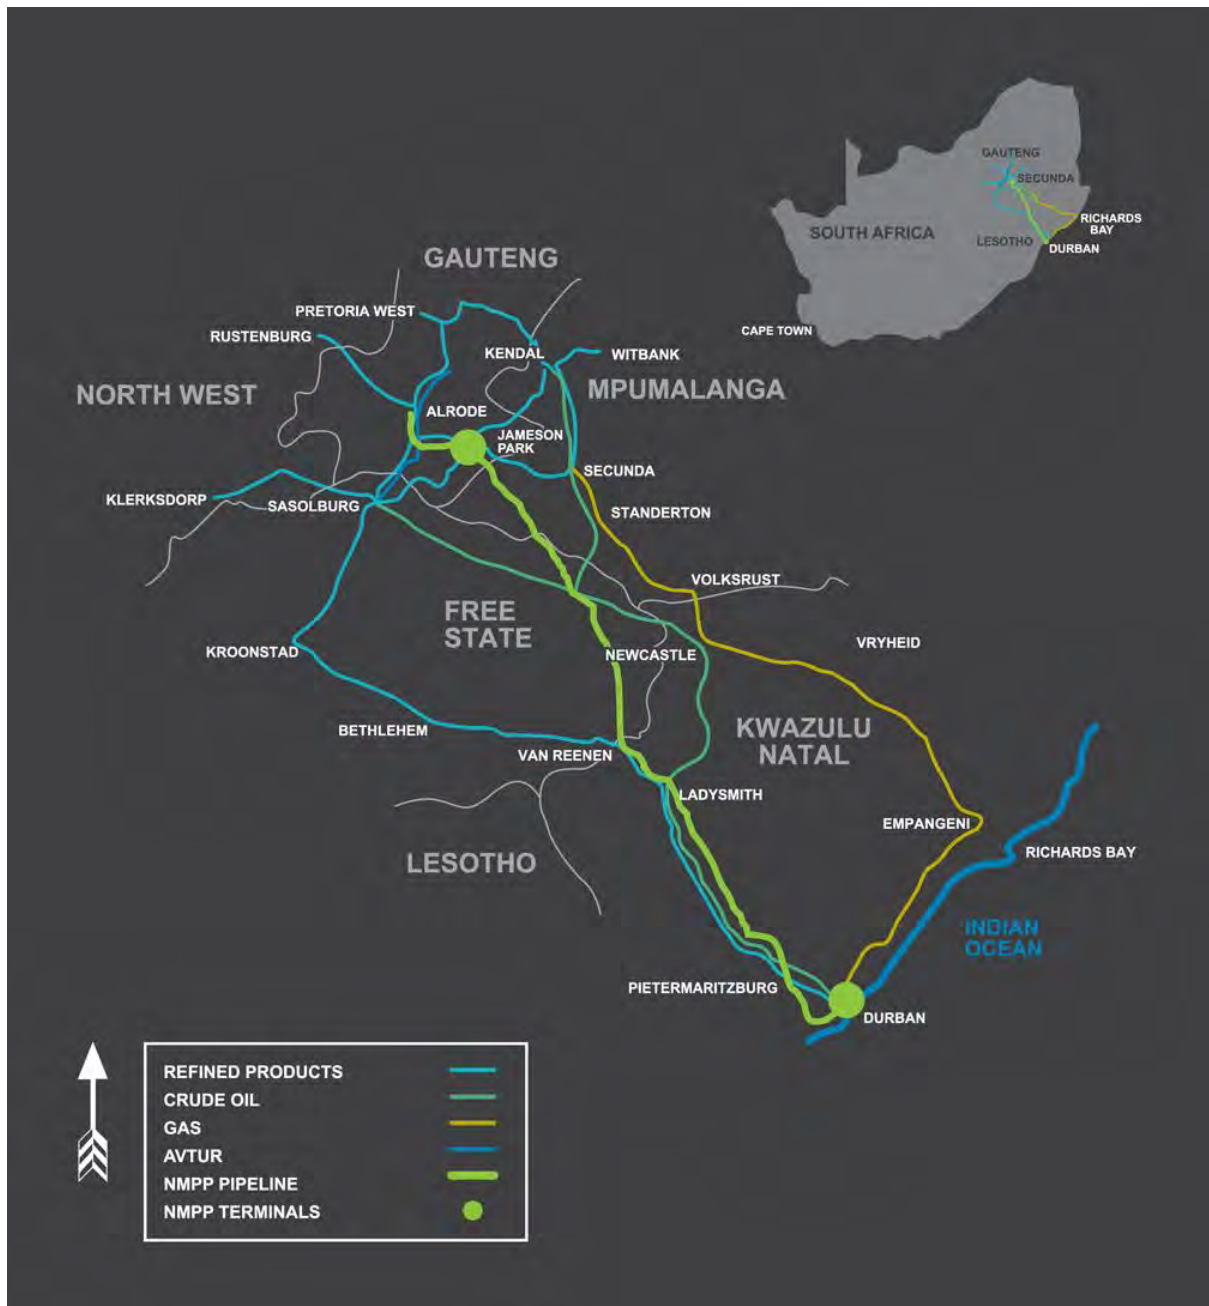 GAUTENG
SECUNDA
SOUTH AFRICA
RICHARDS
BAY
LESOTHO
DURBAN
CAPE TOWN
GAUTENG
PRETORIA WEST
RUSTENBURG
KENDAL
WITBANK
NORTH WEST
MPUMALANGA
ALRODE
JAMESON
PARK
SECUNDA
KLERKSDORP
SASOLBURG
STANDERTON
VOLKSRUST
FREE
STATE
VRYHEID
KROONSTAD
NEWCASTLE
BETHLEHEM
KWAZULU
NATAL
VAN REENEN
LADYSMITH
EMPANGENI
RICHARDS BAY
LESOTHO
INDIAN
OCEAN
PIETERMARITZBURG
DURBAN
REFINED PRODUCTS
CRUDE OIL
GAS
AVTUR
NMPP PIPELINE
NMPP TERMINALS